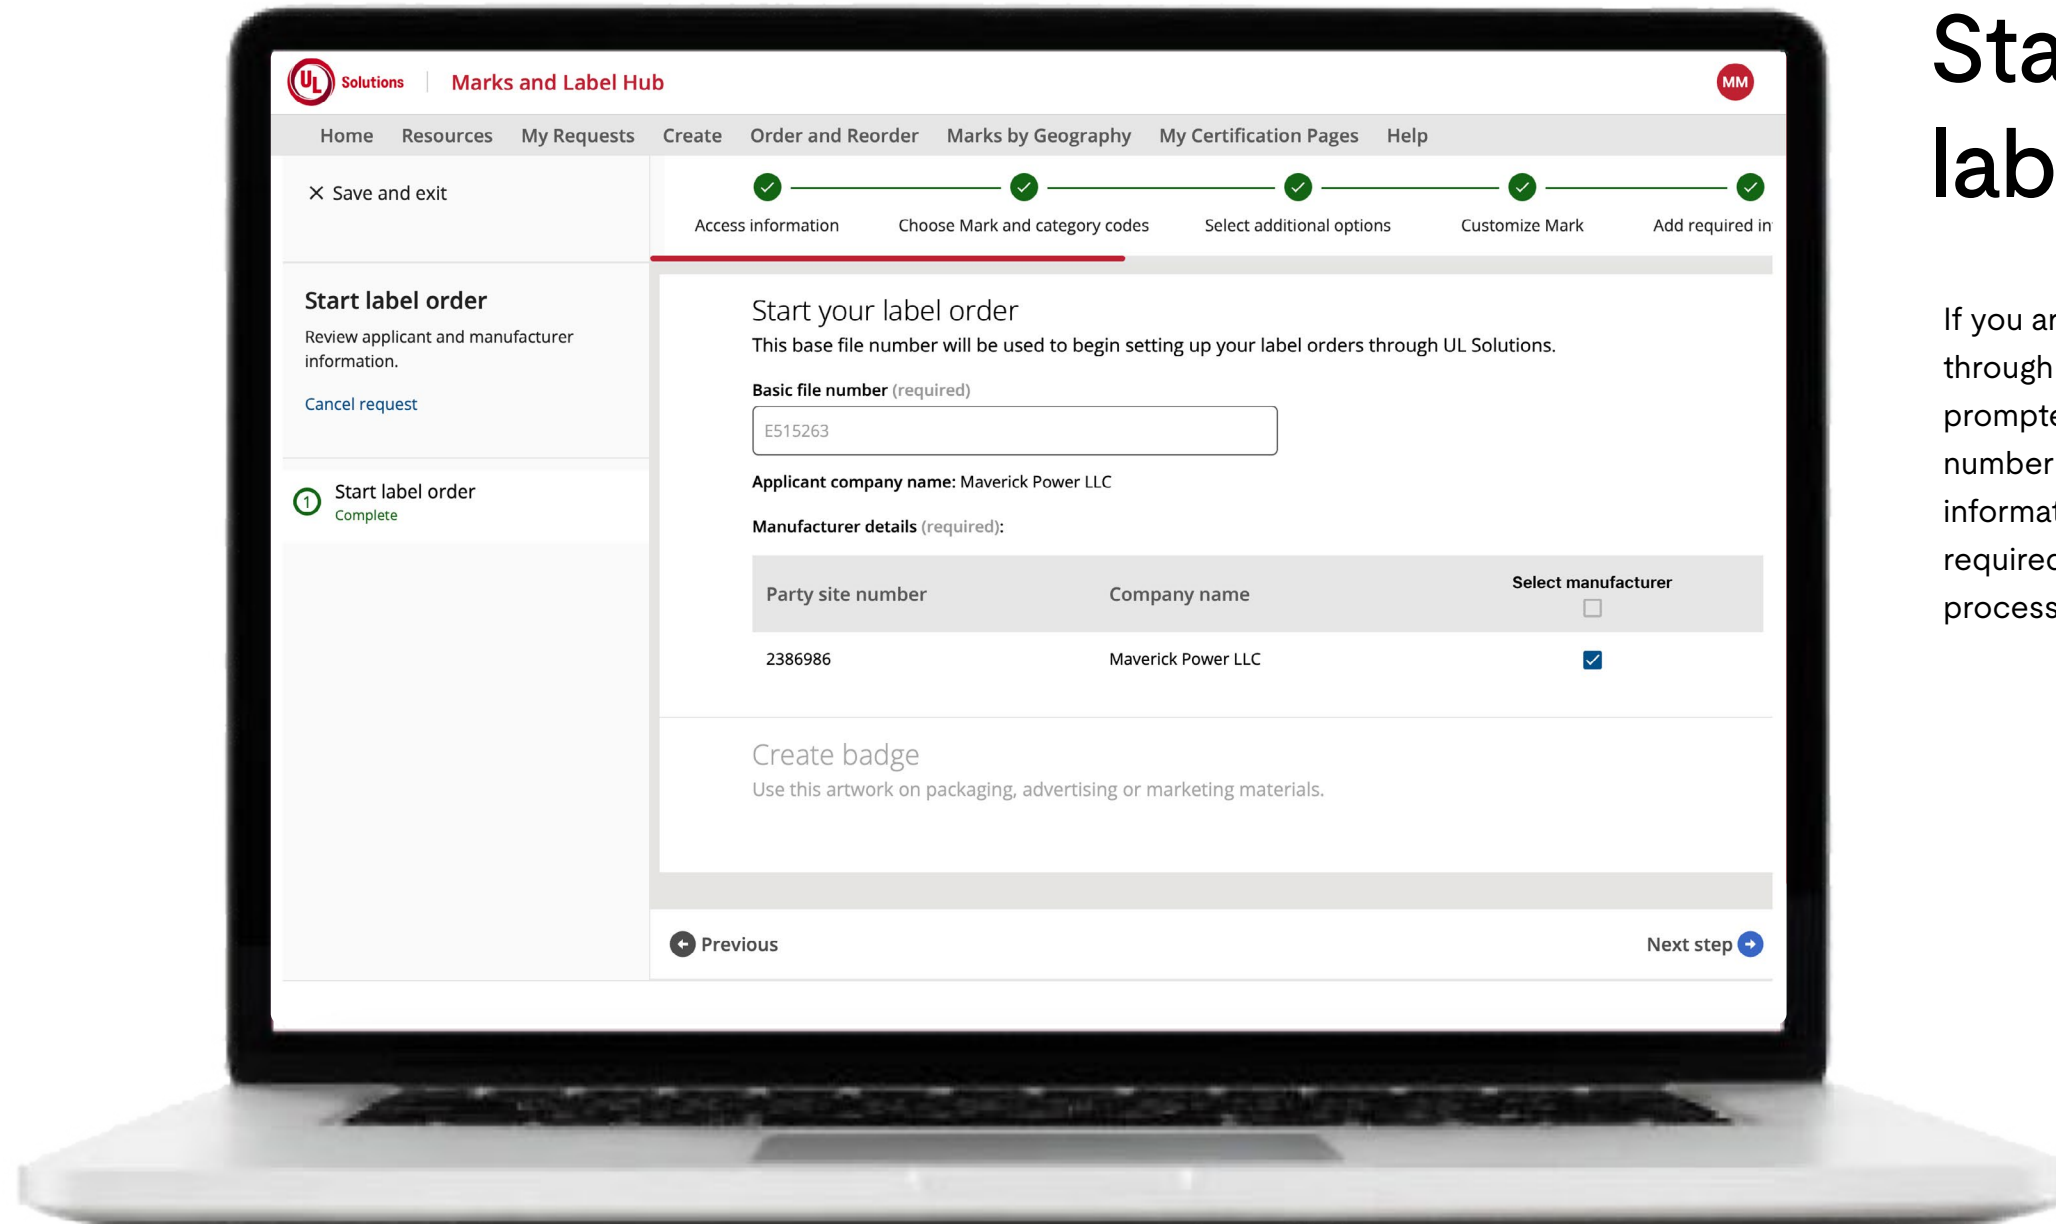 UL Solutions
Marks and Label Hub
MM
Home Resources My Requests Create Order and Reorder Marks by Geography My Certification Pages Help
Save and exit
Access information Choose Mark and category codes Select additional options Customize Mark Add required in
Start label order
Review applicant and manufacturer
information.
Cancel request
1 Start label order
Complete
Start your label order
This base file number will be used to begin setting up your label orders through UL Solutions.
Basic file number (required)
E515263
Applicant company name: Maverick Power LLC
Manufacturer details (required):
Party site number Company name Select manufacturer
2386986 Maverick Power LLC
Create badge
Use this artwork on packaging, advertising or marketing materials.
Previous Next step
Sta
lab
If you ar
through
prompte
number
informat
required
process